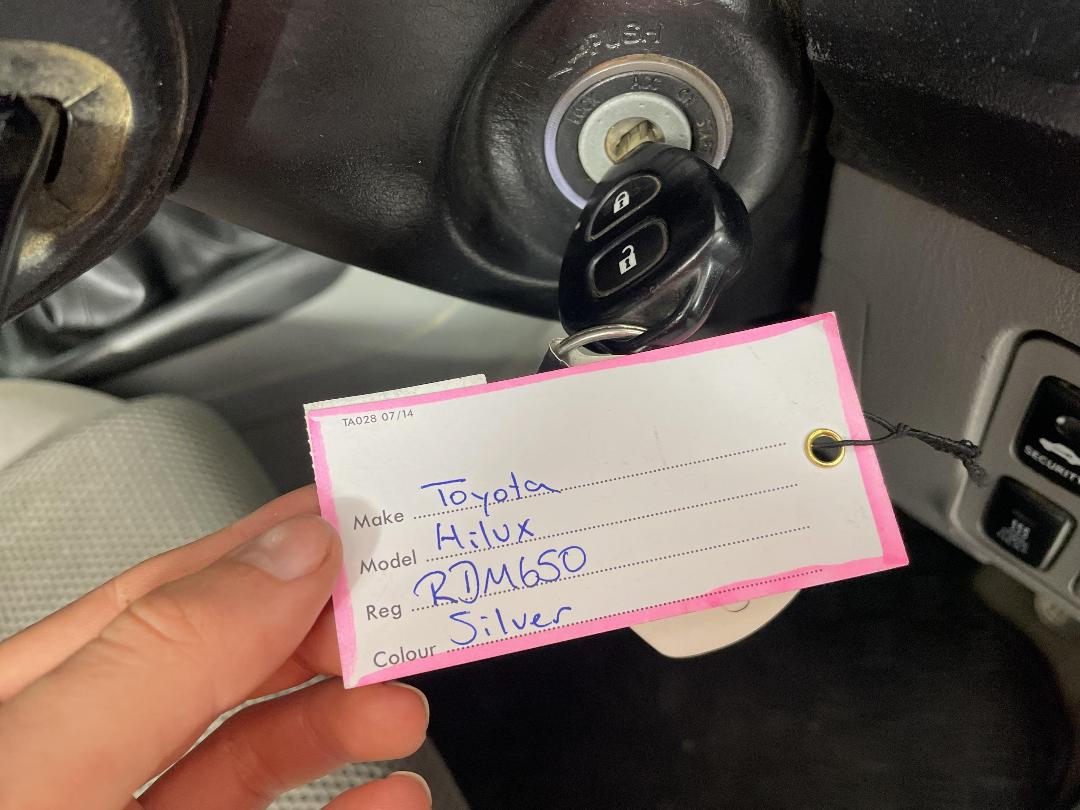 PUSH
LOCK ACC ON START
TA028 07/14
Make Toyota
Model Hilux
Reg RDM650
Colour Silver
SECURITY